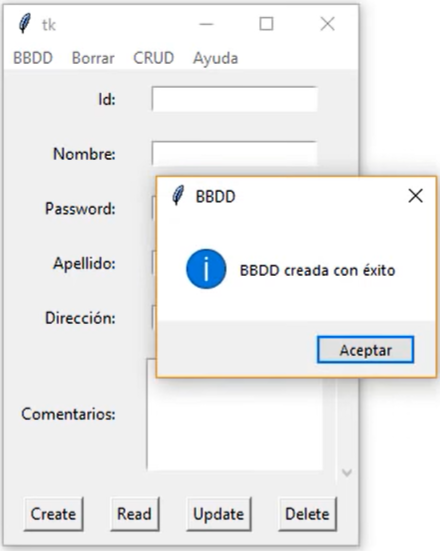 tk
BBDD Borrar CRUD Ayuda
Id:
Nombre:
Password:
Apellido:
Dirección:
Comentarios:
BBDD
BBDD creada con éxito
Aceptar
Create Read Update Delete